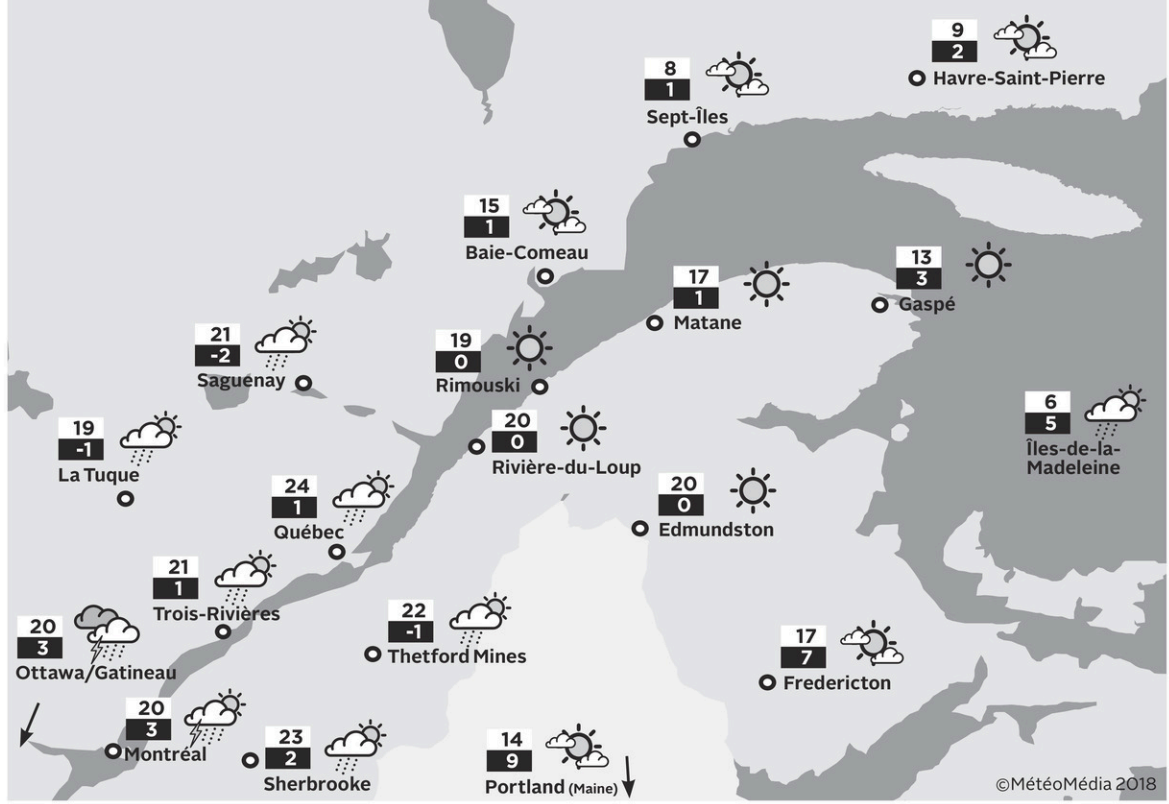 9
2
Havre-Saint-Pierre
8
1
Sept-Îles
15
1
Baie-Comeau
13
3
Gaspé
17
1
Matane
21
-2
Saguenay
19
0
Rimouski
20
0
Rivière-du-Loup
6
5
Îles-de-la-
Madeleine
19
-1
La Tuque
24
1
Québec
20
0
Edmundston
21
1
Trois-Rivières
20
3
Ottawa/Gatineau
22
-1
Thetford Mines
17
7
Fredericton
20
3
Montréal
23
2
Sherbrooke
14
9
Portland (Maine)
©MétéoMédia 2018